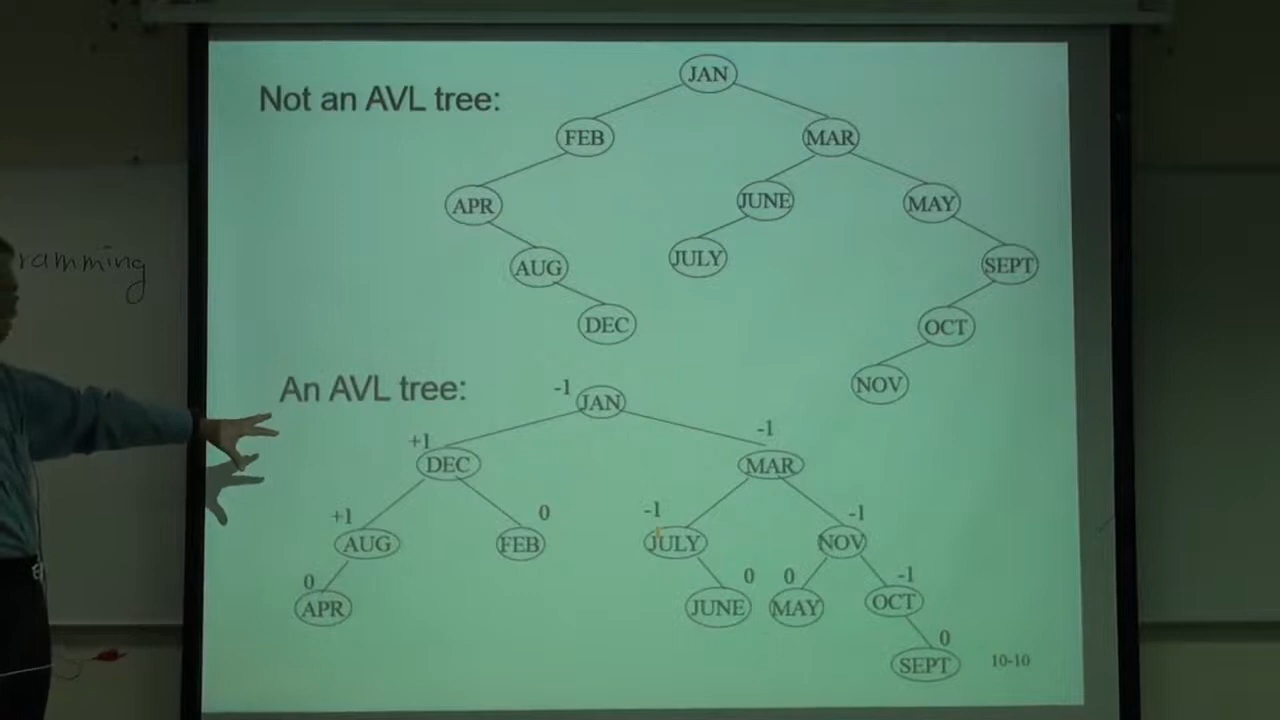 JAN
Not an AVL tree:
FEB MAR
APR JUNE MAY
AUG JULY SEPT
DEC OCT
NOV
An AVL tree: -1 JAN
+1 -1
DEC MAR
+1 0 -1 -1
AUG FEB JULY NOV
0 0 0 -1
APR JUNE MAY OCT
0
SEPT 10-10
ramming